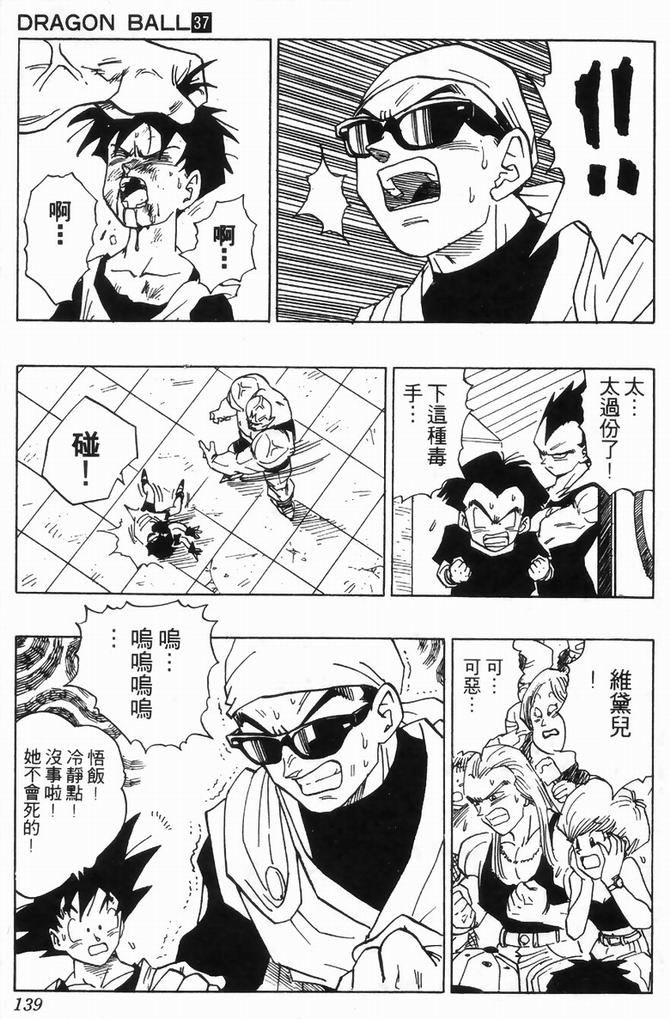 DRAGON BALL 37
!!
啊…
啊…
太…
太過份了！
下這種毒
手…
碰！
維黛兒
！
可…
可惡…
嗚…
嗚嗚嗚嗚
…
悟飯！
冷靜點！
沒事啦！
她不會死的！
139